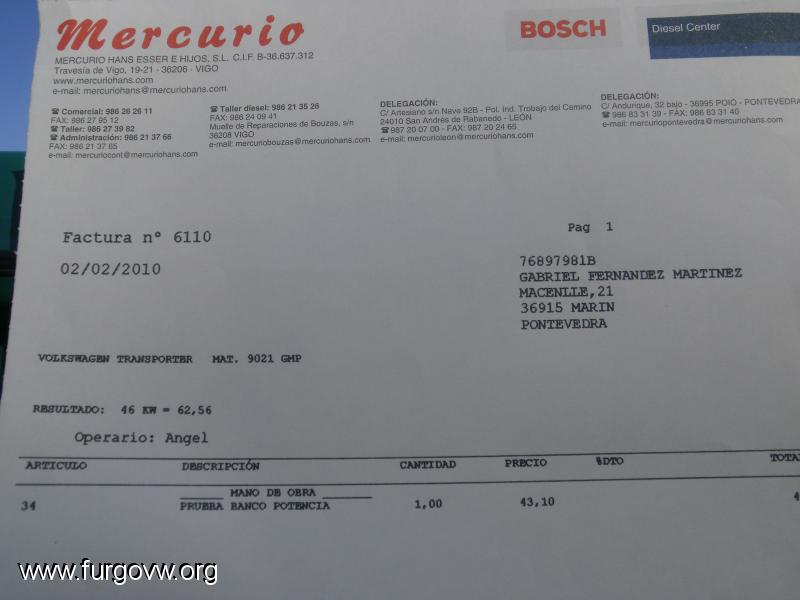 Mercurio
BOSCH
Diesel Center
MERCURIO HANS ESSER E HIJOS, S.L. C.I.F. B-36.637.312
Travesía de Vigo, 19-21 · 36206 · VIGO
www.mercuriohans.com
e-mail: mercuriohans@mercuriohans.com
☎ Comercial: 986 26 26 11
FAX: 986 27 95 12
☎ Taller: 986 27 39 82
☎ Administración: 986 21 37 66
FAX: 986 21 37 65
e-mail: mercuriocont@mercuriohans.com
☎ Taller diesel: 986 21 35 26
FAX: 986 24 09 41
Muelle de Reparaciones de Bouzas, s/n
36208 VIGO
e-mail: mercuriobouzas@mercuriohans.com
DELEGACIÓN:
C/ Artesiano s/n Nave 92B - Pol. Ind. Trobajo del Camino
24010 San Andrés de Rabanedo - LEÓN
☎ 987 20 07 00 - FAX: 987 20 24 65
e-mail: mercurioleon@mercuriohans.com
DELEGACIÓN:
C/ Andurique, 32 bajo - 36995 POIO - PONTEVEDRA
☎ 986 83 31 39 - FAX: 986 83 31 40
e-mail: mercuriopontevedra@mercuriohans.com
Factura nº 6110
Pag 1
02/02/2010
76897981B
GABRIEL FERNANDEZ MARTINEZ
MACENLLE,21
36915 MARIN
PONTEVEDRA
VOLKSWAGEN TRANSPORTER MAT. 9021 GMP
RESULTADO: 46 KW = 62,56
Operario: Angel
ARTICULO DESCRIPCIÓN CANTIDAD PRECIO %DTO TOTA
______ MANO DE OBRA ______
34 PRUEBA BANCO POTENCIA 1,00 43,10 4
www.furgovw.org